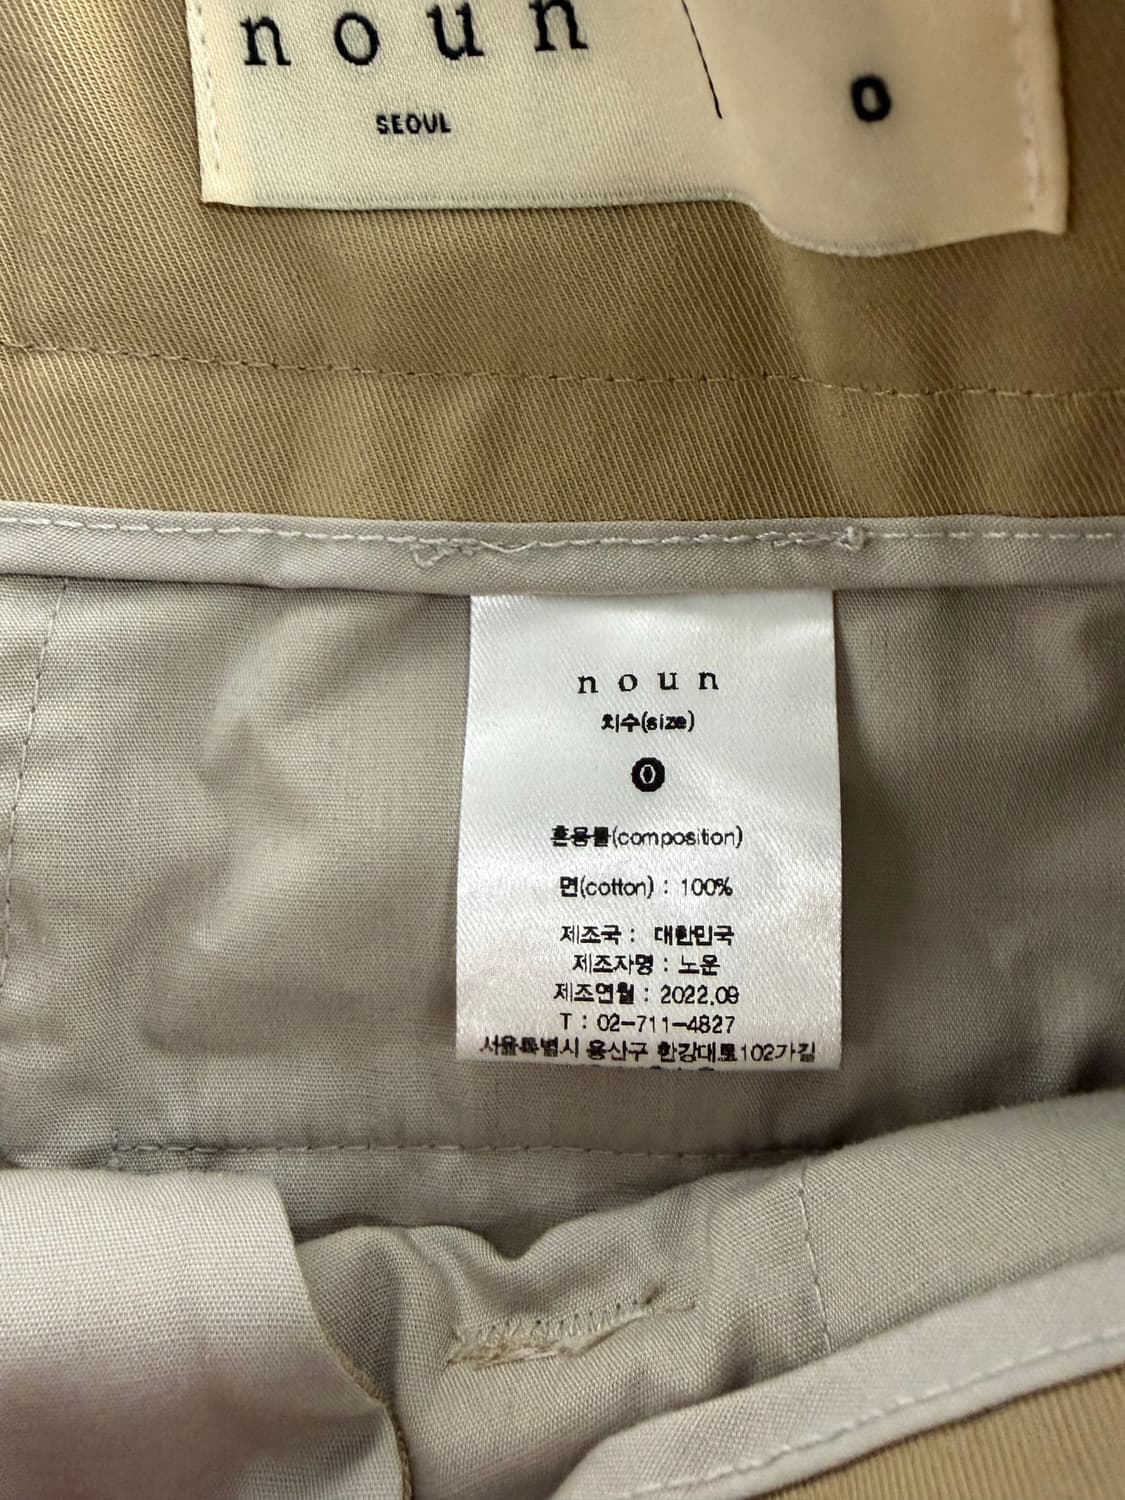 noun
SEOUL
0
noun
치수(size)
0
혼용률(composition)
면(cotton) : 100%
제조국 : 대한민국
제조자명 : 노운
제조연월 : 2022.09
T : 02-711-4827
서울특별시 용산구 한강대로102가길